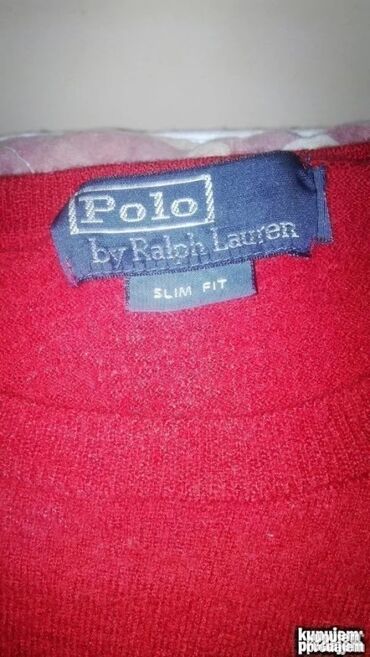 Polo
by Ralph Lauren
SLIM FIT
kupujem
prodajem